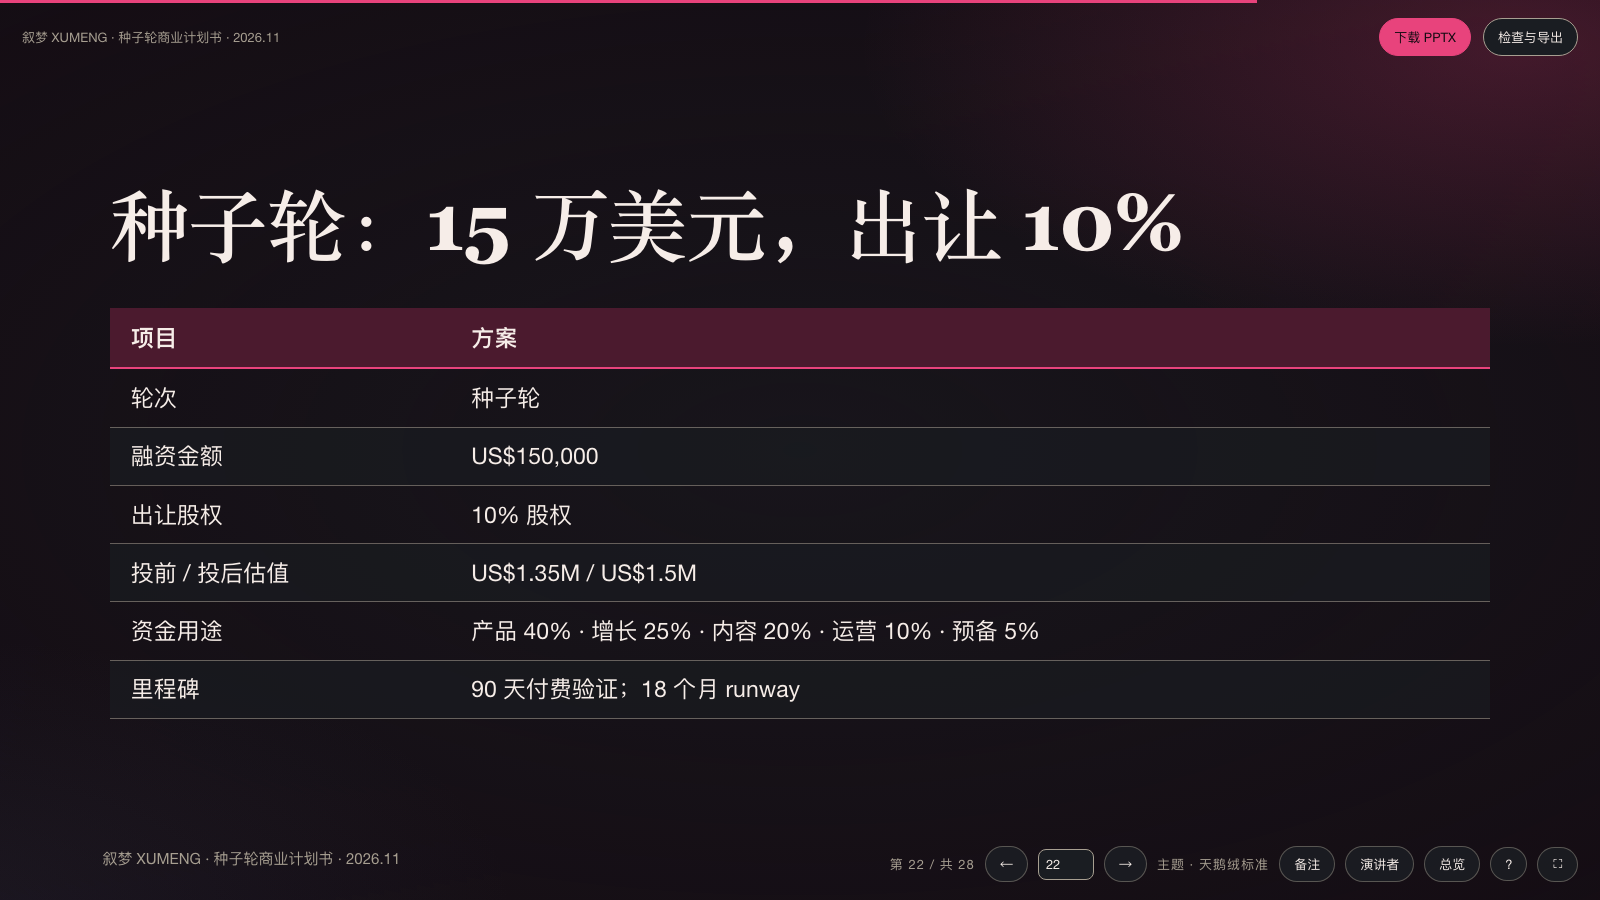 叙梦 XUMENG · 种子轮商业计划书 · 2026.11
下载 PPTX
检查与导出
种子轮：15 万美元，出让 10%
项目 方案
轮次 种子轮
融资金额 US$150,000
出让股权 10% 股权
投前 / 投后估值 US$1.35M / US$1.5M
资金用途 产品 40% · 增长 25% · 内容 20% · 运营 10% · 预备 5%
里程碑 90 天付费验证；18 个月 runway
叙梦 XUMENG · 种子轮商业计划书 · 2026.11
第 22 / 共 28 ← 22 → 主题 · 天鹅绒标准 备注 演讲者 总览 ?